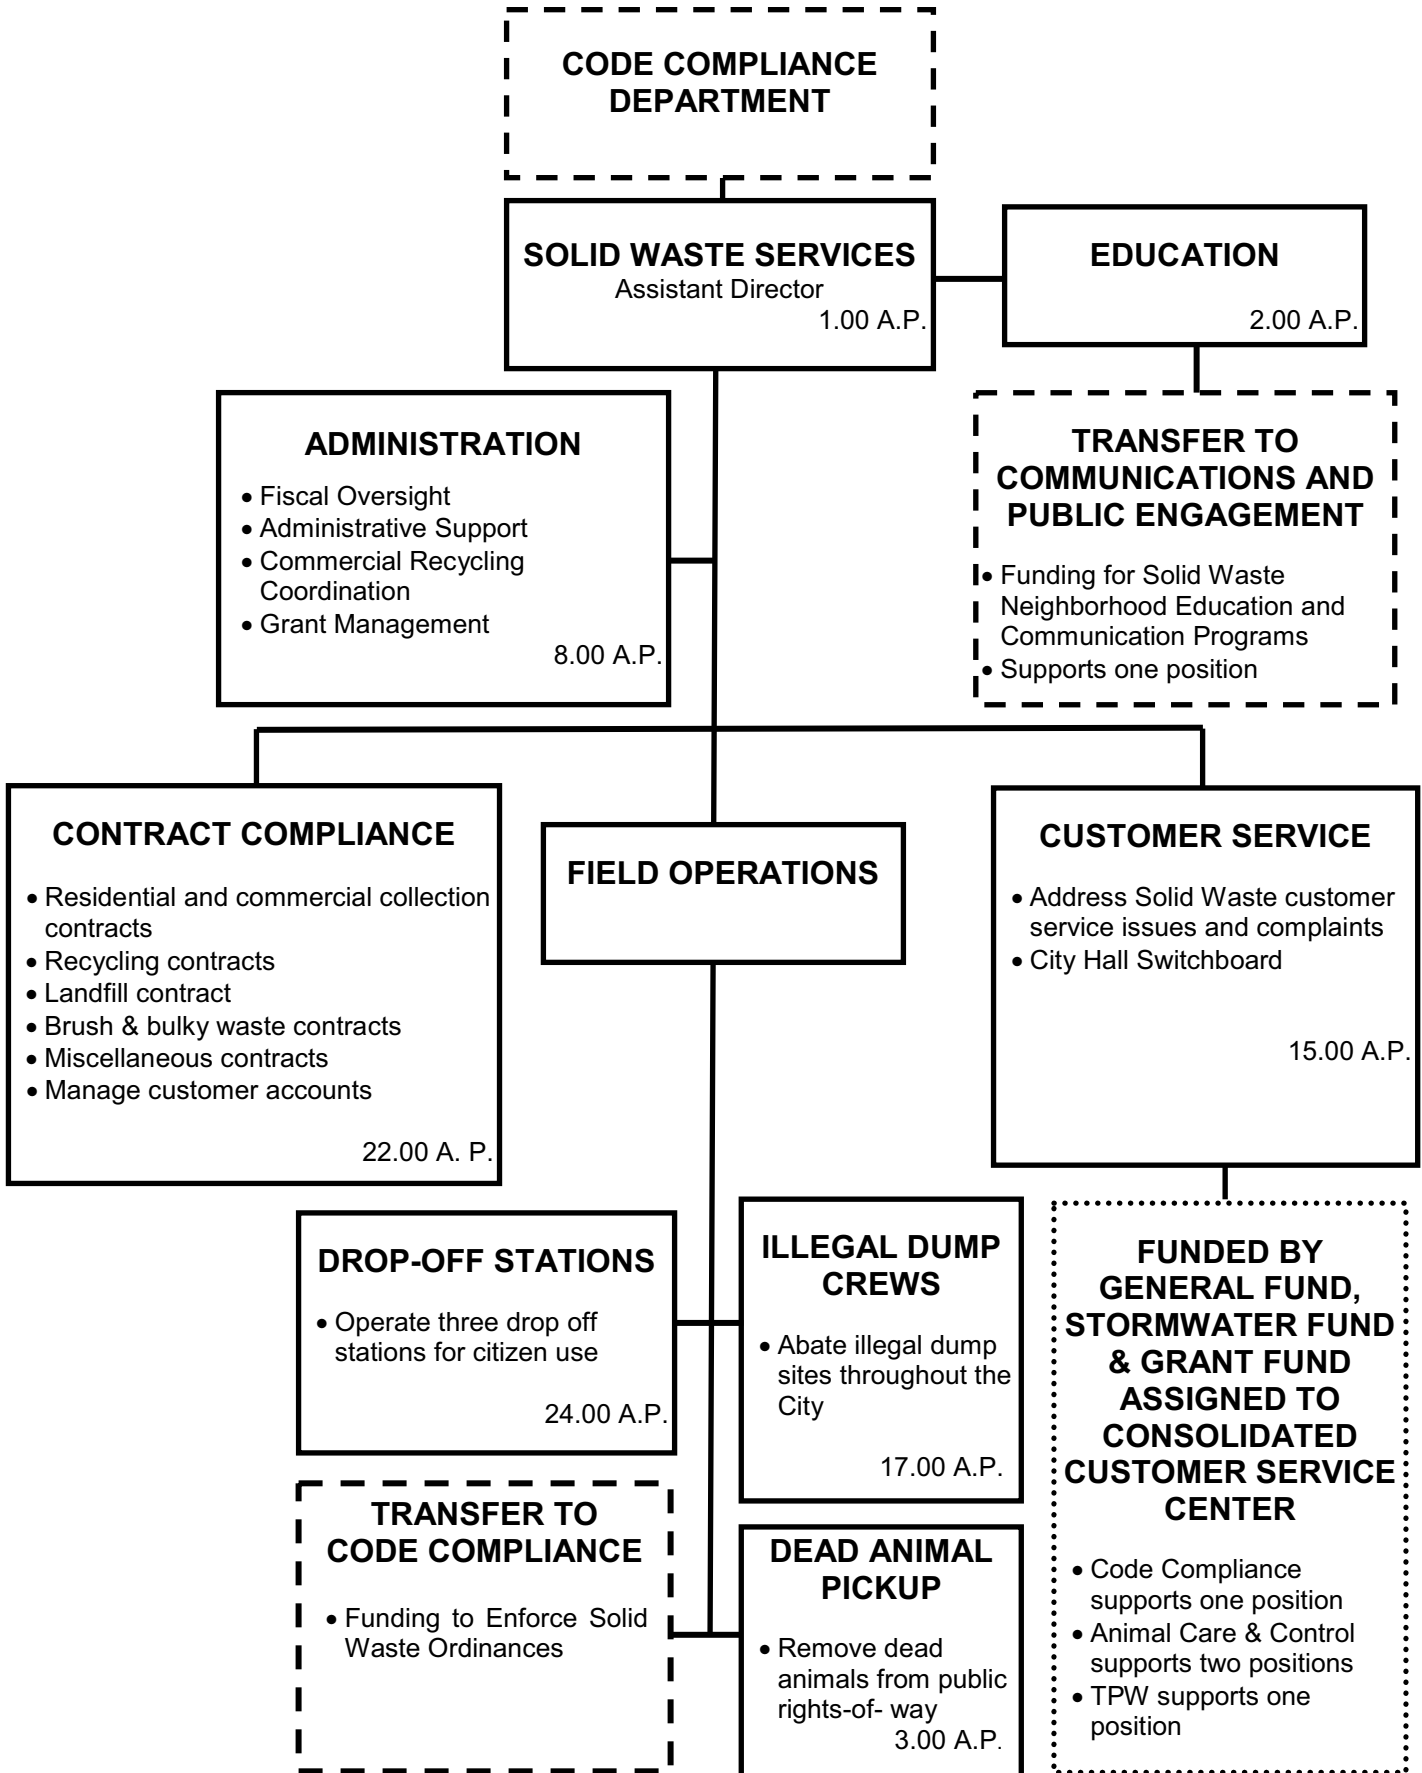 CODE COMPLIANCE
DEPARTMENT
SOLID WASTE SERVICES
Assistant Director
1.00 A.P.
EDUCATION
2.00 A.P.
ADMINISTRATION
• Fiscal Oversight
• Administrative Support
• Commercial Recycling
Coordination
• Grant Management
8.00 A.P.
TRANSFER TO
COMMUNICATIONS AND
PUBLIC ENGAGEMENT
• Funding for Solid Waste
Neighborhood Education and
Communication Programs
• Supports one position
CONTRACT COMPLIANCE
• Residential and commercial collection
contracts
• Recycling contracts
• Landfill contract
• Brush & bulky waste contracts
• Miscellaneous contracts
• Manage customer accounts
22.00 A. P.
FIELD OPERATIONS
CUSTOMER SERVICE
• Address Solid Waste customer
service issues and complaints
• City Hall Switchboard
15.00 A.P.
DROP-OFF STATIONS
• Operate three drop off
stations for citizen use
24.00 A.P.
ILLEGAL DUMP
CREWS
• Abate illegal dump
sites throughout the
City
17.00 A.P.
FUNDED BY
GENERAL FUND,
STORMWATER FUND
& GRANT FUND
ASSIGNED TO
CONSOLIDATED
CUSTOMER SERVICE
CENTER
• Code Compliance
supports one position
• Animal Care & Control
supports two positions
• TPW supports one
position
TRANSFER TO
CODE COMPLIANCE
• Funding to Enforce Solid
Waste Ordinances
DEAD ANIMAL
PICKUP
• Remove dead
animals from public
rights-of- way
3.00 A.P.